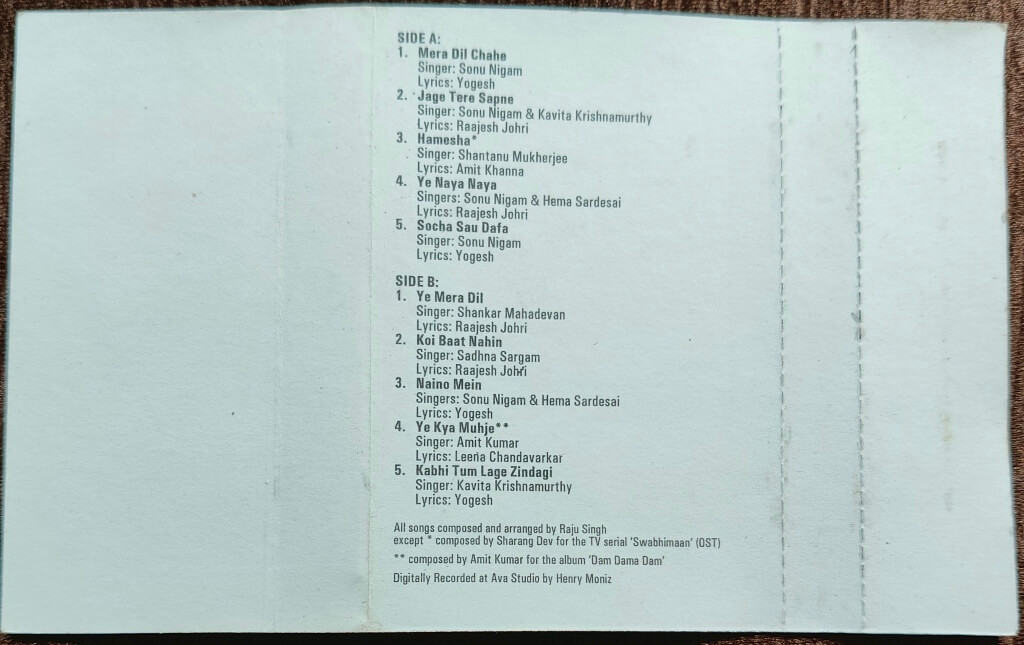 SIDE A:
1. Mera Dil Chahe
Singer: Sonu Nigam
Lyrics: Yogesh
2. Jage Tere Sapne
Singer: Sonu Nigam & Kavita Krishnamurthy
Lyrics: Raajesh Johri
3. Hamesha*
Singer: Shantanu Mukherjee
Lyrics: Amit Khanna
4. Ye Naya Naya
Singers: Sonu Nigam & Hema Sardesai
Lyrics: Raajesh Johri
5. Socha Sau Dafa
Singer: Sonu Nigam
Lyrics: Yogesh
SIDE B:
1. Ye Mera Dil
Singer: Shankar Mahadevan
Lyrics: Raajesh Johri
2. Koi Baat Nahin
Singer: Sadhna Sargam
Lyrics: Raajesh Johri
3. Naino Mein
Singers: Sonu Nigam & Hema Sardesai
Lyrics: Yogesh
4. Ye Kya Muhje**
Singer: Amit Kumar
Lyrics: Leena Chandavarkar
5. Kabhi Tum Lage Zindagi
Singer: Kavita Krishnamurthy
Lyrics: Yogesh
All songs composed and arranged by Raju Singh
except * composed by Sharang Dev for the TV serial 'Swabhimaan' (OST)
** composed by Amit Kumar for the album 'Dam Dama Dam'
Digitally Recorded at Ava Studio by Henry Moniz